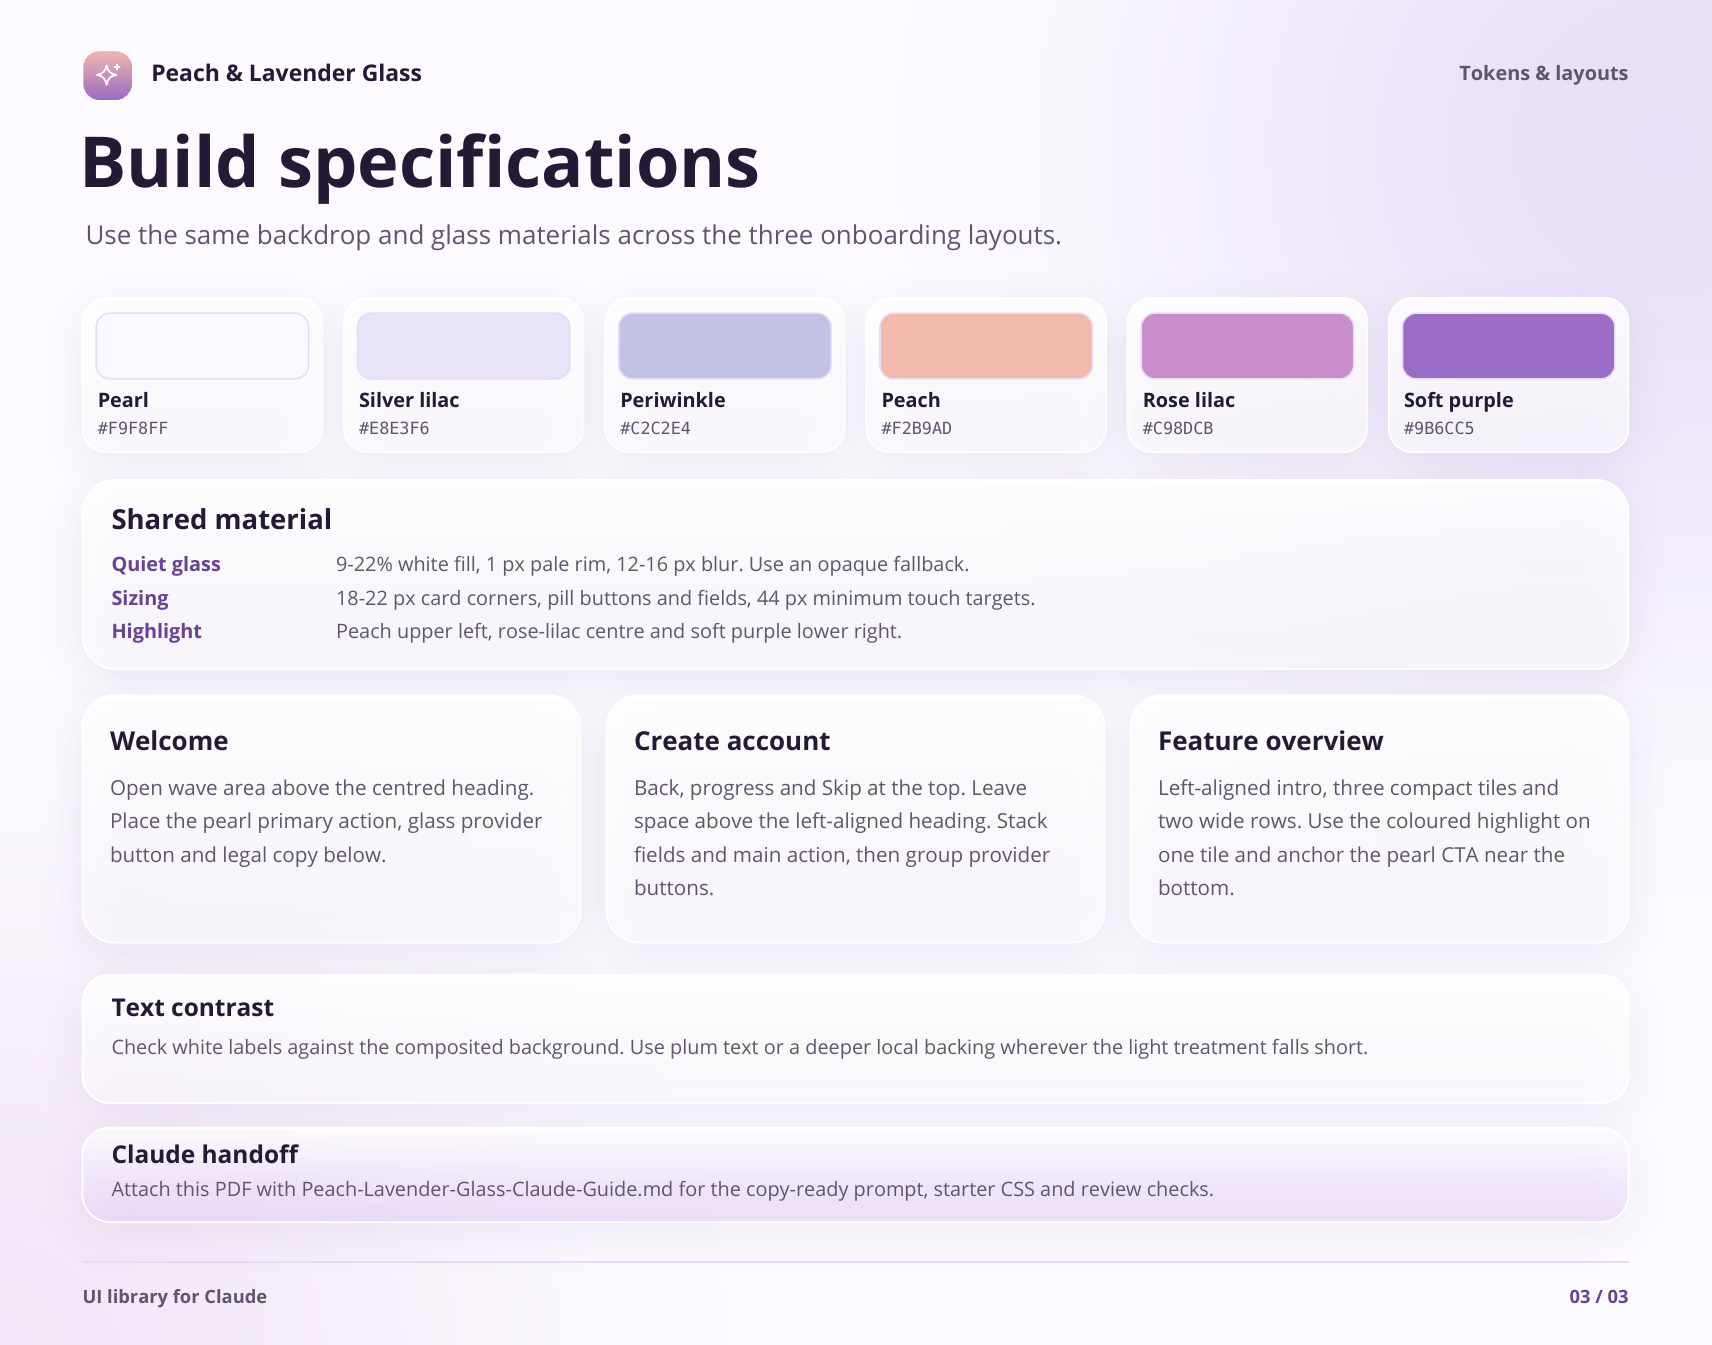 Peach & Lavender Glass
Tokens & layouts
Build specifications
Use the same backdrop and glass materials across the three onboarding layouts.
Pearl
#F9F8FF
Silver lilac
#E8E3F6
Periwinkle
#C2C2E4
Peach
#F2B9AD
Rose lilac
#C98DCB
Soft purple
#9B6CC5
Shared material
Quiet glass 9-22% white fill, 1 px pale rim, 12-16 px blur. Use an opaque fallback.
Sizing 18-22 px card corners, pill buttons and fields, 44 px minimum touch targets.
Highlight Peach upper left, rose-lilac centre and soft purple lower right.
Welcome
Open wave area above the centred heading.
Place the pearl primary action, glass provider
button and legal copy below.
Create account
Back, progress and Skip at the top. Leave
space above the left-aligned heading. Stack
fields and main action, then group provider
buttons.
Feature overview
Left-aligned intro, three compact tiles and
two wide rows. Use the coloured highlight on
one tile and anchor the pearl CTA near the
bottom.
Text contrast
Check white labels against the composited background. Use plum text or a deeper local backing wherever the light treatment falls short.
Claude handoff
Attach this PDF with Peach-Lavender-Glass-Claude-Guide.md for the copy-ready prompt, starter CSS and review checks.
UI library for Claude
03 / 03